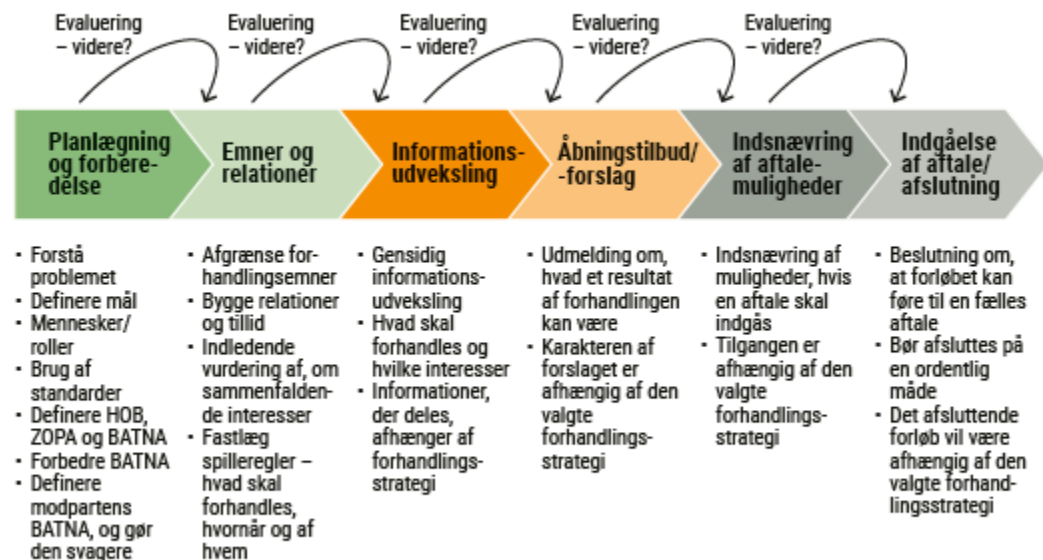 Evaluering
– videre?
Evaluering
– videre?
Evaluering
– videre?
Evaluering
– videre?
Evaluering
– videre?
Planlægning
og forbere-
delse
Emner og
relationer
Informations-
udveksling
Åbningstilbud/
-forslag
Indsnævring
af aftale-
muligheder
Indgåelse
af aftale/
afslutning
· Forstå
problemet
· Definere mål
· Mennesker/
roller
· Brug af
standarder
· Definere HOB,
ZOPA og BATNA
· Forbedre BATNA
· Definere
modpartens
BATNA, og gør
den svagere
· Afgrænse for-
handlingsemner
· Bygge relationer
og tillid
· Indledende
vurdering af, om
sammenfalden-
de interesser
· Fastlæg
spilleregler –
hvad skal
forhandles,
hvornår og af
hvem
· Gensidig
informations-
udveksling
· Hvad skal
forhandles og
hvilke interesser
· Informationer,
der deles,
afhænger af
forhandlings-
strategi
· Udmelding om,
hvad et resultat
af forhandlingen
kan være
· Karakteren af
forslaget er
afhængig af den
valgte
forhandlings-
strategi
· Indsnævring af
muligheder, hvis
en aftale skal
indgås
· Tilgangen er
afhængig af den
valgte
forhandlings-
strategi
· Beslutning om,
at forløbet kan
føre til en fælles
aftale
· Bør afsluttes på
en ordentlig
måde
· Det afsluttende
forløb vil være
afhængig af den
valgte forhand-
lingsstrategi